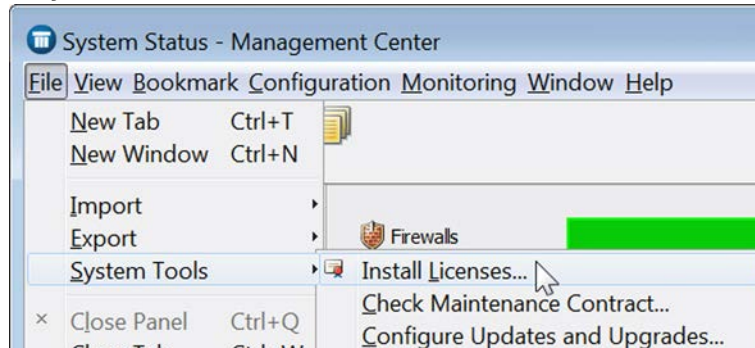 System Status - Management Center
File View Bookmark Configuration Monitoring Window Help
New Tab Ctrl+T
New Window Ctrl+N
Import
Export
Firewalls
System Tools
Install Licenses...
Check Maintenance Contract...
× Close Panel Ctrl+Q
Configure Updates and Upgrades...